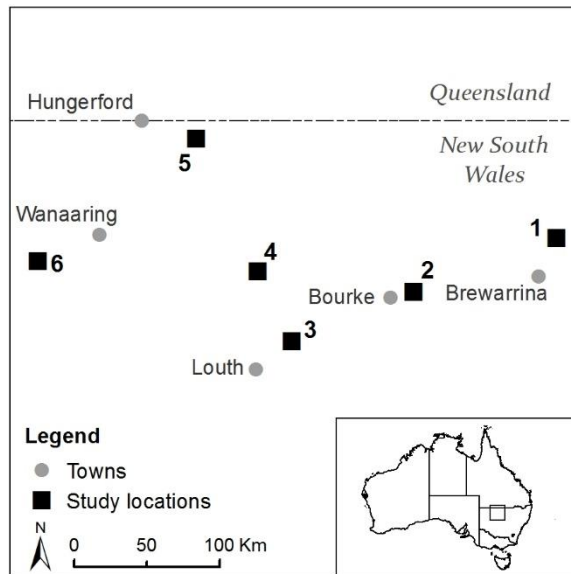 Hungerford
Queensland
New South
Wales
5
Wanaaring
1
6
4
2
Bourke
Brewarrina
3
Louth
Legend
Towns
Study locations
N
0 50 100 Km